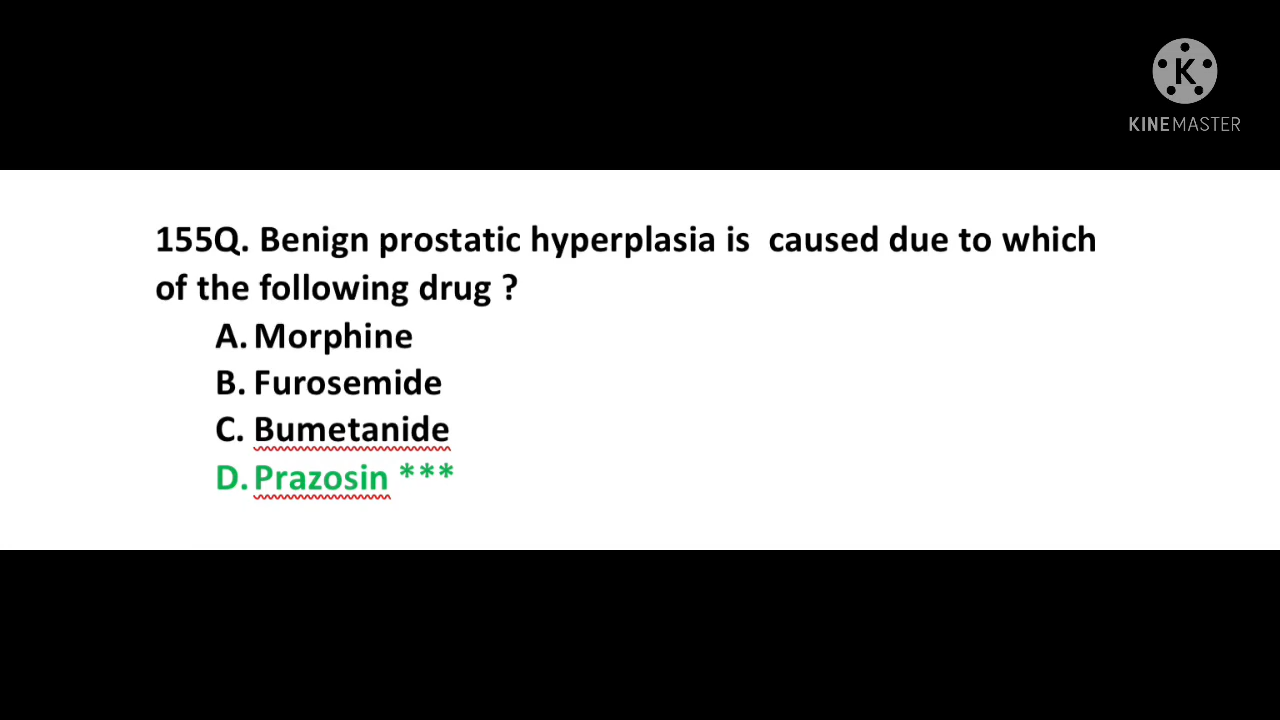 K
KINEMASTER
155Q. Benign prostatic hyperplasia is  caused due to which
of the following drug ?
A. Morphine
B. Furosemide
C. Bumetanide
D. Prazosin ***